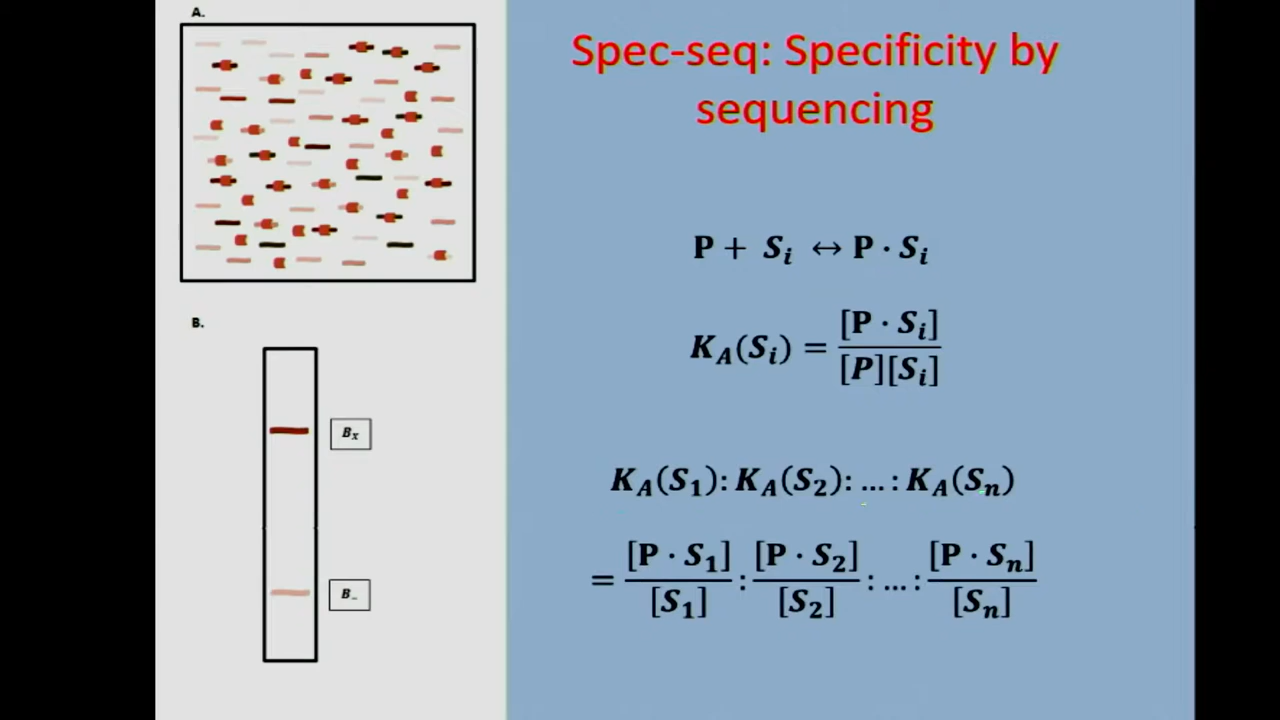 A.
B.
Bₓ
B₋
Spec-seq: Specificity by
sequencing
P + Sᵢ ↔ P · Sᵢ
K_A(Sᵢ) = [P · Sᵢ] / [P][Sᵢ]
K_A(S₁): K_A(S₂): ... : K_A(Sₙ)
= [P · S₁] / [S₁] : [P · S₂] / [S₂] : ... : [P · Sₙ] / [Sₙ]